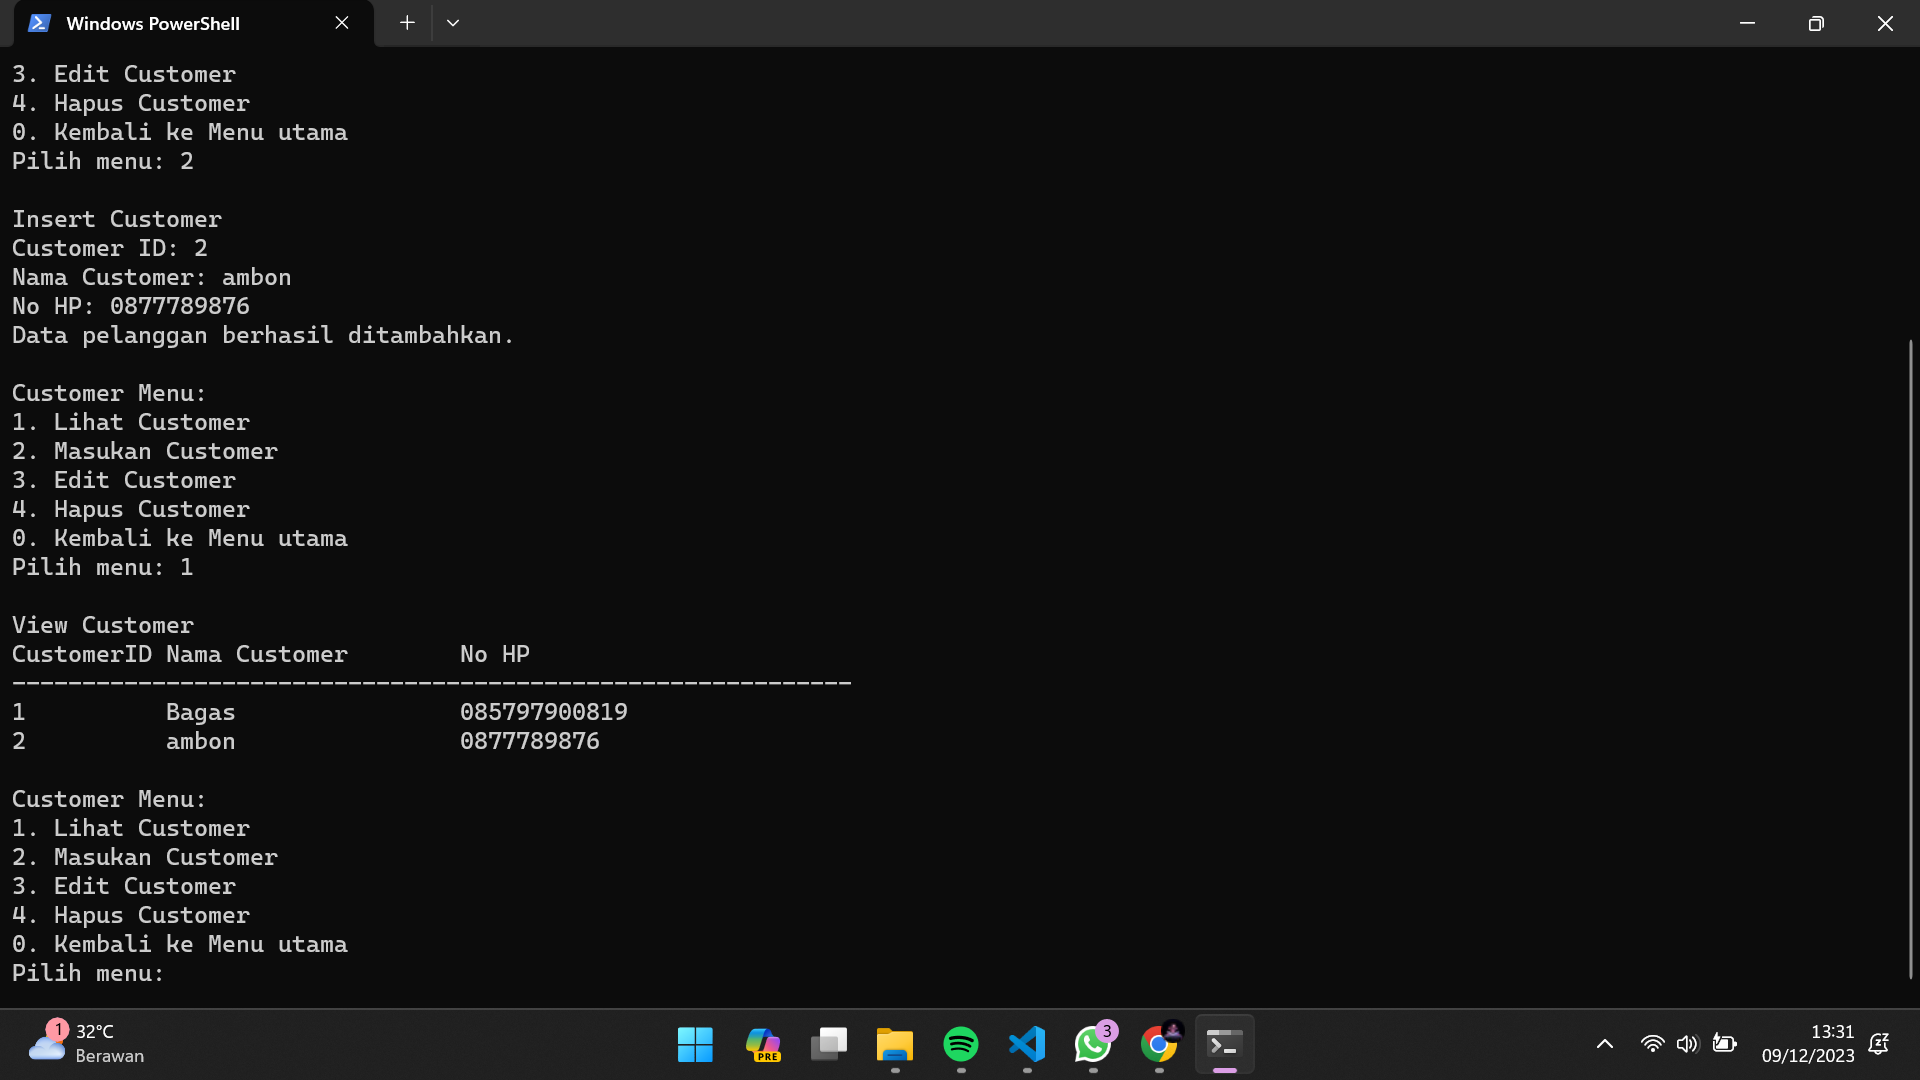 Windows PowerShell
3. Edit Customer
4. Hapus Customer
0. Kembali ke Menu utama
Pilih menu: 2
Insert Customer
Customer ID: 2
Nama Customer: ambon
No HP: 0877789876
Data pelanggan berhasil ditambahkan.
Customer Menu:
1. Lihat Customer
2. Masukan Customer
3. Edit Customer
4. Hapus Customer
0. Kembali ke Menu utama
Pilih menu: 1
View Customer
CustomerID Nama Customer        No HP
------------------------------------------------------------
1          Bagas                085797900819
2          ambon                0877789876
Customer Menu:
1. Lihat Customer
2. Masukan Customer
3. Edit Customer
4. Hapus Customer
0. Kembali ke Menu utama
Pilih menu:
1
32°C
Berawan
PRE
3
13:31
09/12/2023